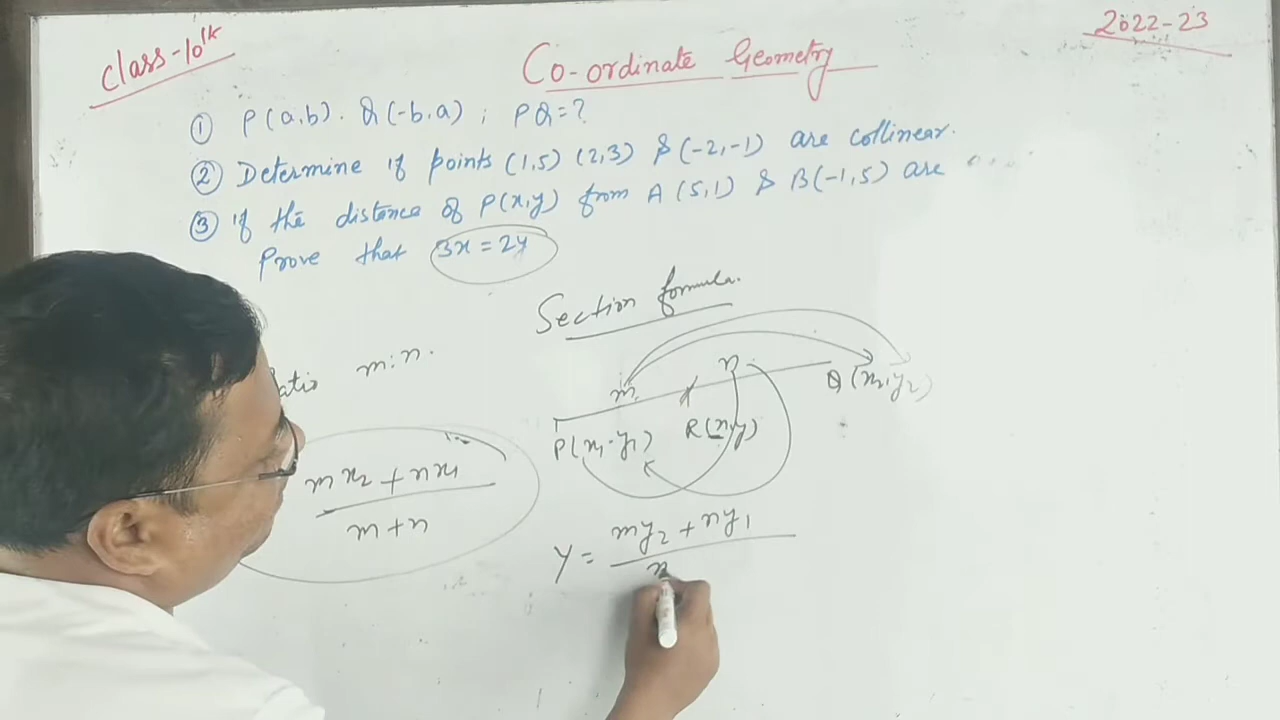 Class-10th
2022-23
Co-ordinate Geometry
① P(a,b). Q(-b,a) ; PQ=?
② Determine if points (1,5) (2,3) & (-2,-1) are collinear.
③ if the distance of P(x,y) from A (5,1) & B(-1,5) are ....
Prove that 3x = 2y
Section formula.
m:n.
m
n
Q(x2,y2)
P(x1-y1)
R(x,y)
mx2 + nx1
m+n
my2 + ny1
y =